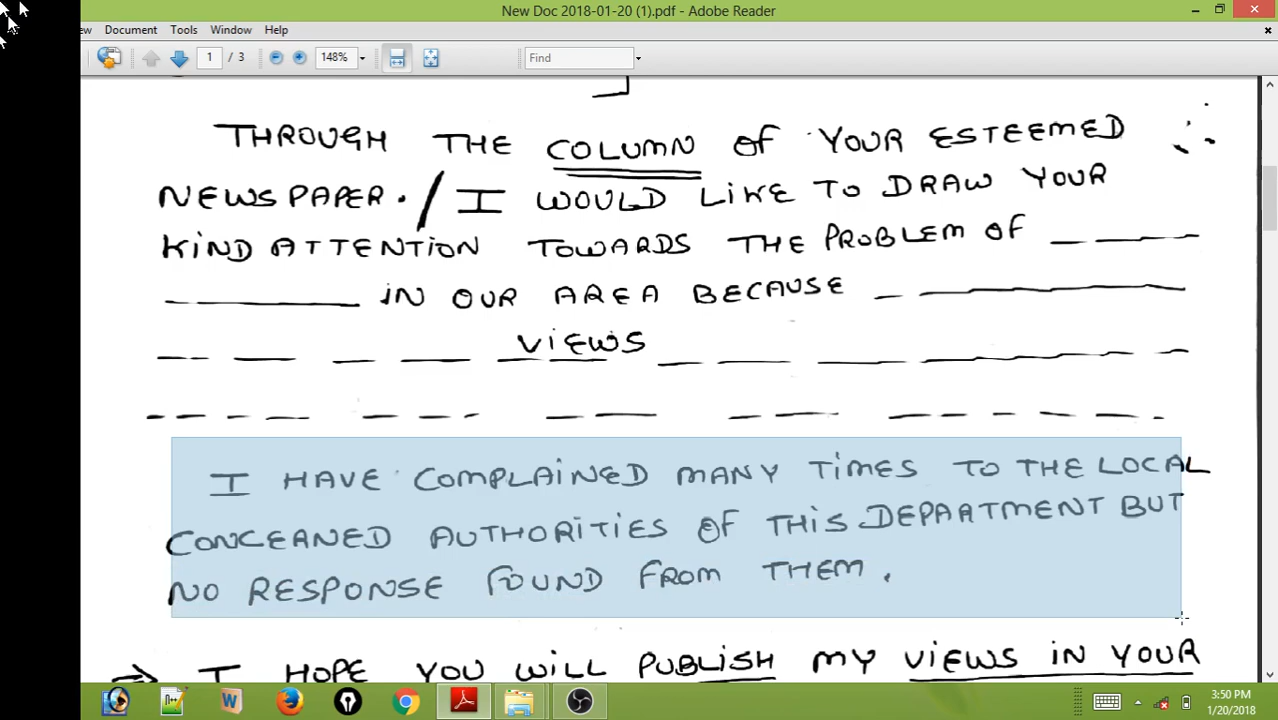 New Doc 2018-01-20 (1).pdf - Adobe Reader
ew Document Tools Window Help
1 / 3 148% Find
THROUGH THE COLUMN OF YOUR ESTEEMED
NEWSPAPER. / I WOULD LIKE TO DRAW YOUR
KIND ATTENTION TOWARDS THE PROBLEM OF
IN OUR AREA BECAUSE
VIEWS
I HAVE COMPLAINED MANY TIMES TO THE LOCAL
CONCEANED AUTHORITIES OF THIS DEPARTMENT BUT
NO RESPONSE FOUND FROM THEM.
I HOPE YOU WILL PUBLISH MY VIEWS IN YOUR
3:50 PM
1/20/2018